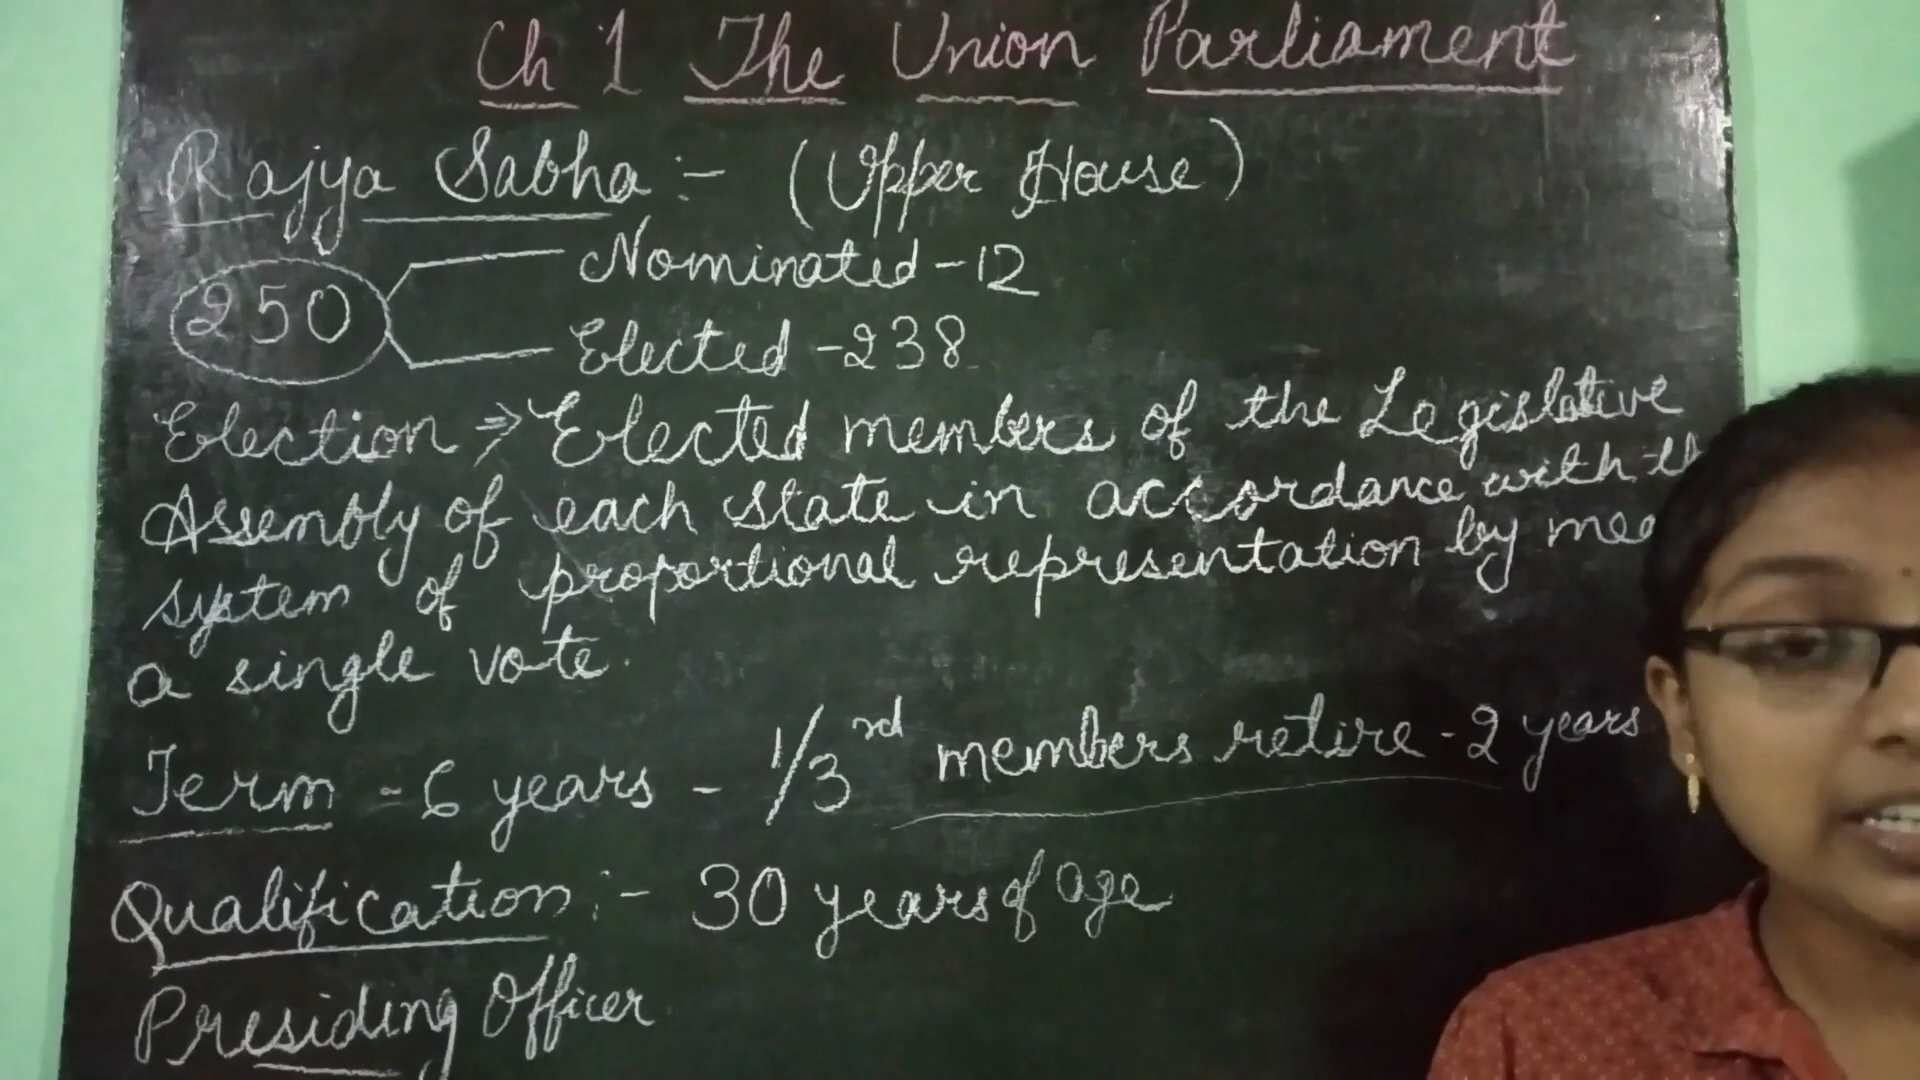 Ch 1 The Union Parliament
Rajya Sabha :- (Upper House)
250
Nominated - 12
Elected - 238
Election → Elected members of the Legislative
Assembly of each state in accordance with
system of proportional representation by
a single vote.
Term - 6 years - 1/3rd members retire - 2 years
Qualification :- 30 years of age
Presiding Officer